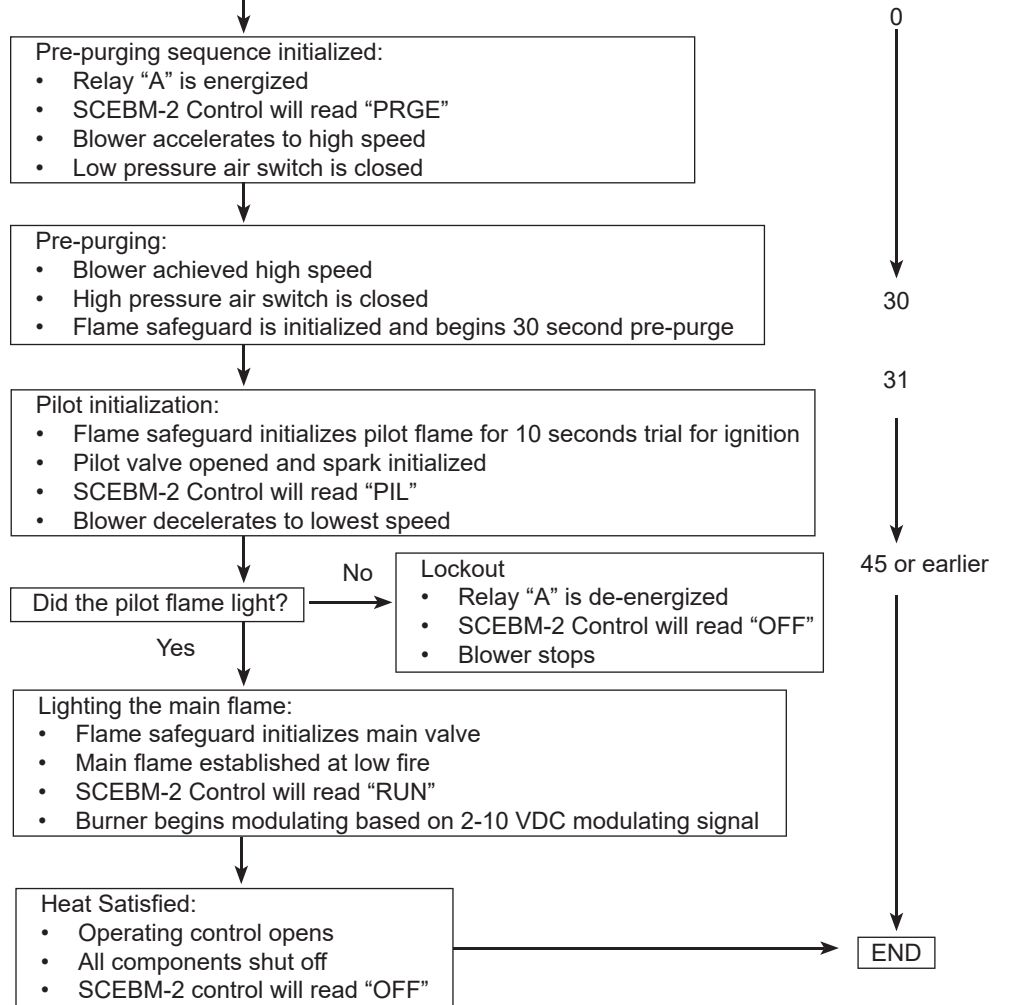 0
Pre-purging sequence initialized:
• Relay “A” is energized
• SCEBM-2 Control will read “PRGE”
• Blower accelerates to high speed
• Low pressure air switch is closed
Pre-purging:
• Blower achieved high speed
• High pressure air switch is closed
• Flame safeguard is initialized and begins 30 second pre-purge
30
31
Pilot initialization:
• Flame safeguard initializes pilot flame for 10 seconds trial for ignition
• Pilot valve opened and spark initialized
• SCEBM-2 Control will read “PIL”
• Blower decelerates to lowest speed
45 or earlier
Did the pilot flame light?
No
Lockout
• Relay “A” is de-energized
• SCEBM-2 Control will read “OFF”
• Blower stops
Yes
Lighting the main flame:
• Flame safeguard initializes main valve
• Main flame established at low fire
• SCEBM-2 Control will read “RUN”
• Burner begins modulating based on 2-10 VDC modulating signal
Heat Satisfied:
• Operating control opens
• All components shut off
• SCEBM-2 control will read “OFF”
END